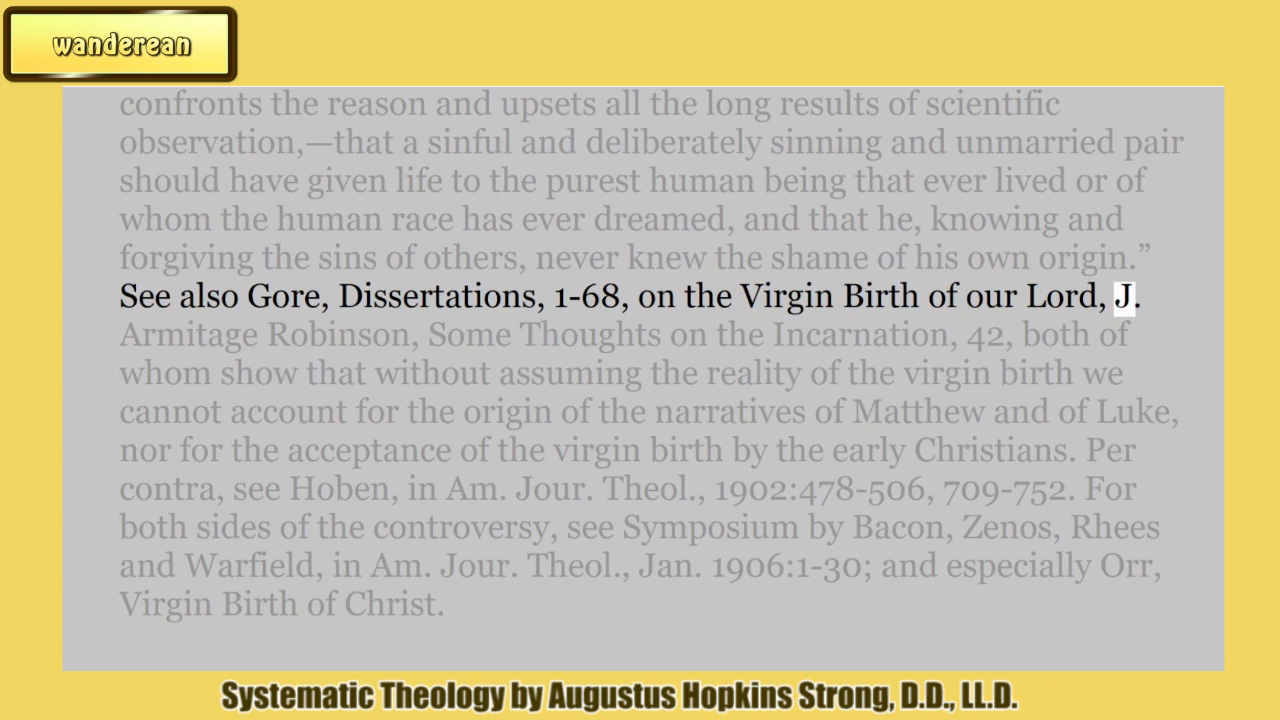 wanderean
confronts the reason and upsets all the long results of scientific
observation,—that a sinful and deliberately sinning and unmarried pair
should have given life to the purest human being that ever lived or of
whom the human race has ever dreamed, and that he, knowing and
forgiving the sins of others, never knew the shame of his own origin.”
See also Gore, Dissertations, 1-68, on the Virgin Birth of our Lord, J.
Armitage Robinson, Some Thoughts on the Incarnation, 42, both of
whom show that without assuming the reality of the virgin birth we
cannot account for the origin of the narratives of Matthew and of Luke,
nor for the acceptance of the virgin birth by the early Christians. Per
contra, see Hoben, in Am. Jour. Theol., 1902:478-506, 709-752. For
both sides of the controversy, see Symposium by Bacon, Zenos, Rhees
and Warfield, in Am. Jour. Theol., Jan. 1906:1-30; and especially Orr,
Virgin Birth of Christ.
Systematic Theology by Augustus Hopkins Strong, D.D., LL.D.